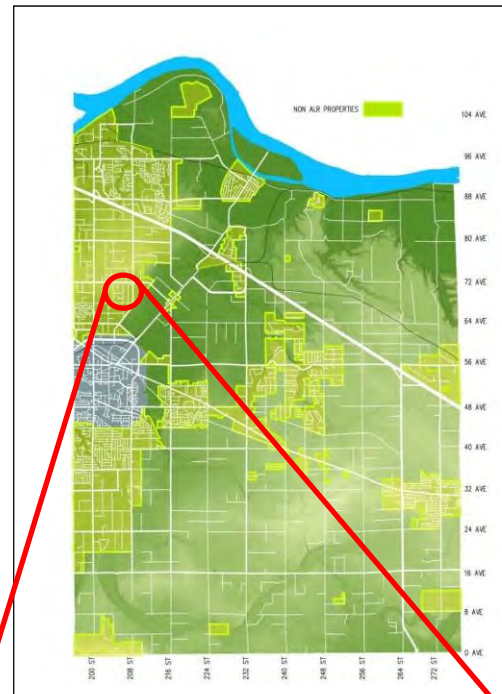 NON ALR PROPERTIES
104 AVE
96 AVE
88 AVE
80 AVE
72 AVE
64 AVE
56 AVE
48 AVE
40 AVE
32 AVE
24 AVE
16 AVE
8 AVE
0 AVE
200 ST
208 ST
216 ST
224 ST
232 ST
240 ST
248 ST
256 ST
264 ST
272 ST